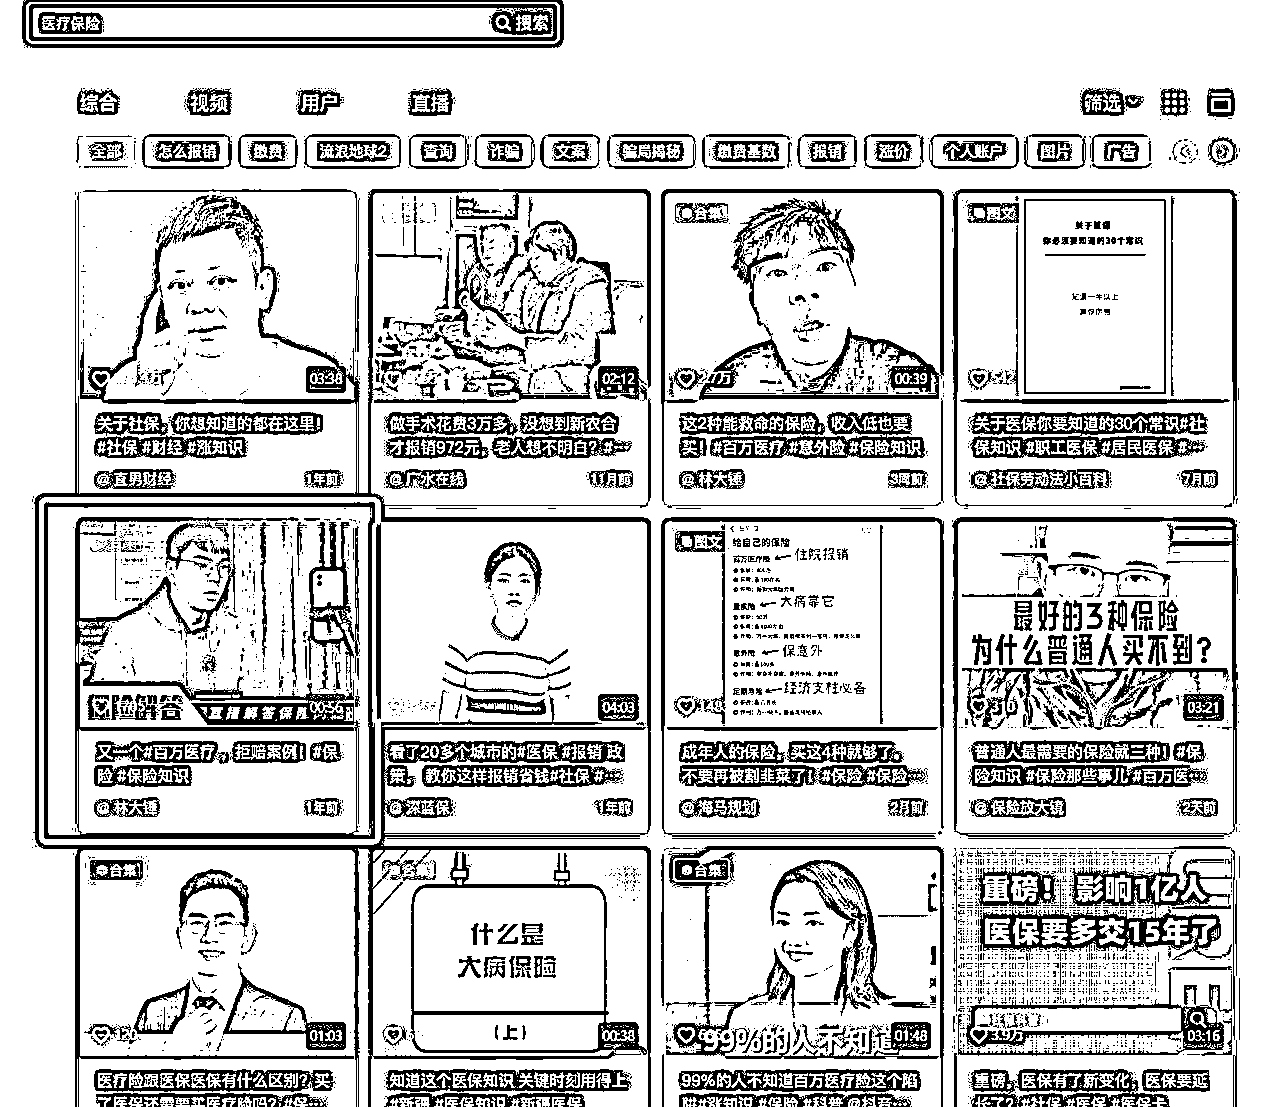 医疗保险
搜索
综合 视频 用户 直播 筛选
全部 怎么报销 缴费 流浪地球2 查询 诈骗 文案 骗局揭秘 缴费基数 报销 涨价 个人账户 图片 广告
03:38
02:12
合集
00:39
图文
关于医保
你必须要知道的30个常识
关于社保，你想知道的都在这里！
#社保 #财经 #涨知识
@直男财经 1年前
做手术花费3万多，没想到新农合
才报销972元，老人想不明白？#…
@广水在线 11月前
这2种能救命的保险，收入低也要
买！#百万医疗 #意外险 #保险知识
@林大锤 3周前
关于医保你要知道的30个常识#社
保知识 #职工医保 #居民医保 #…
@社保劳动法小百科 7月前
直播解答保险
00:56
04:03
图文
给自己的保险
百万医疗险 住院报销
重疾险 大病靠它
意外险 保意外
定期寿险 经济支柱必备
最好的3种保险
为什么普通人买不到？
03:21
又一个#百万医疗，拒赔案例！#保
险 #保险知识
@林大锤 1年前
看了20多个城市的#医保 #报销 政
策，教你这样报销省钱#社保 #…
@深蓝保 1年前
成年人的保险，买这4种就够了，
不要再被割韭菜了！#保险 #保险…
@海马规划 2月前
普通人最需要的保险就三种！#保
险知识 #保险那些事儿 #百万医…
@保险放大镜 2天前
合集
01:03
合集
什么是
大病保险
（上）
00:38
合集
99%的人不知道
01:48
重磅！影响1亿人
医保要多交15年了
3.9万
03:16
医疗险跟医保医保有什么区别？买
了医保还需要买医疗险吗？#保…
知道这个医保知识 关键时刻用得上
#新疆 #医保知识 #新疆医保
99%的人不知道百万医疗险这个陷
阱#涨知识 #保险 #科普 @抖音…
重磅，医保有了新变化，医保要延
长了？#社保 #医保 #医保卡